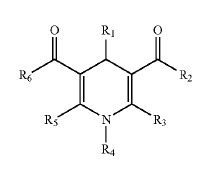 O R₁ O
R₆ R₂
R₅ N R₃
R₄